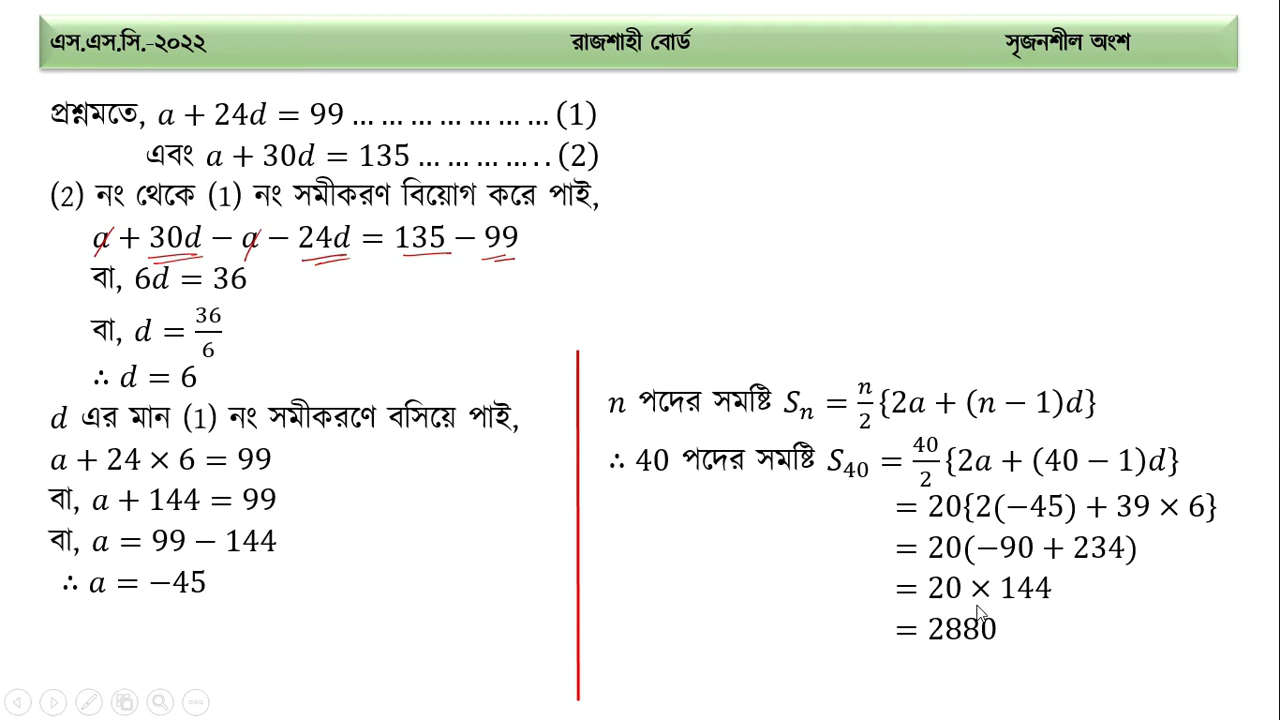 এস.এস.সি.-২০২২ রাজশাহী বোর্ড সৃজনশীল অংশ
প্রশ্নমতে, a + 24d = 99 … … … … … … … (1)
এবং a + 30d = 135 … … … … . . (2)
(2) নং থেকে (1) নং সমীকরণ বিয়োগ করে পাই,
a + 30d − a − 24d = 135 − 99
বা, 6d = 36
বা, d = 36/6
∴ d = 6
d এর মান (1) নং সমীকরণে বসিয়ে পাই,
a + 24 × 6 = 99
বা, a + 144 = 99
বা, a = 99 − 144
∴ a = −45
n পদের সমষ্টি Sₙ = n/2 {2a + (n − 1)d}
∴ 40 পদের সমষ্টি S₄₀ = 40/2 {2a + (40 − 1)d}
= 20{2(−45) + 39 × 6}
= 20(−90 + 234)
= 20 × 144
= 2880